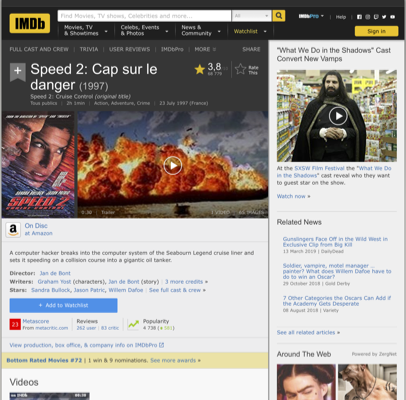 IMDb
Find Movies, TV shows, Celebrities and more...
All
IMDbPro
Help
Movies, TV
& Showtimes
Celebs, Events
& Photos
News &
Community
Watchlist
Sign in
FULL CAST AND CREW | TRIVIA | USER REVIEWS | IMDbPro | MORE
SHARE
Speed 2: Cap sur le
danger (1997)
Speed 2: Cruise Control (original title)
Tous publics | 2h 1min | Action, Adventure, Crime | 23 July 1997 (France)
3,8
Rate
This
SPEED 2
CRUISE CONTROL
0:30 Trailer
On Disc
at Amazon
A computer hacker breaks into the computer system of the Seabourn Legend cruise liner and
sets it speeding on a collision course into a gigantic oil tanker.
Director: Jan de Bont
Writers: Graham Yost (characters), Jan de Bont (story) | 3 more credits »
Stars: Sandra Bullock, Jason Patric, Willem Dafoe | See full cast & crew »
+ Add to Watchlist
23
Metascore
From metacritic.com
Reviews
262 user | 83 critic
Popularity
4 738
View production, box office, & company info on IMDbPro
Bottom Rated Movies #72 | 1 win & 9 nominations. See more awards »
Videos
"What We Do in the Shadows" Cast
Convert New Vamps
At the SXSW Film Festival the "What We Do
in the Shadows" cast reveal who they want
to guest star on the show.
Watch now »
Related News
Gunslingers Face Off in the Wild West in
Exclusive Clip from Big Kill
13 March 2019 | DailyDead
Soldier, vampire, motel manager ..
painter? What does Willem Dafoe have to
do to win an Oscar?
29 October 2018 | Gold Derby
7 Other Categories the Oscars Can Add if
the Academy Gets Desperate
08 August 2018 | Variety
See all related articles »
Around The Web
Powered by ZergNet